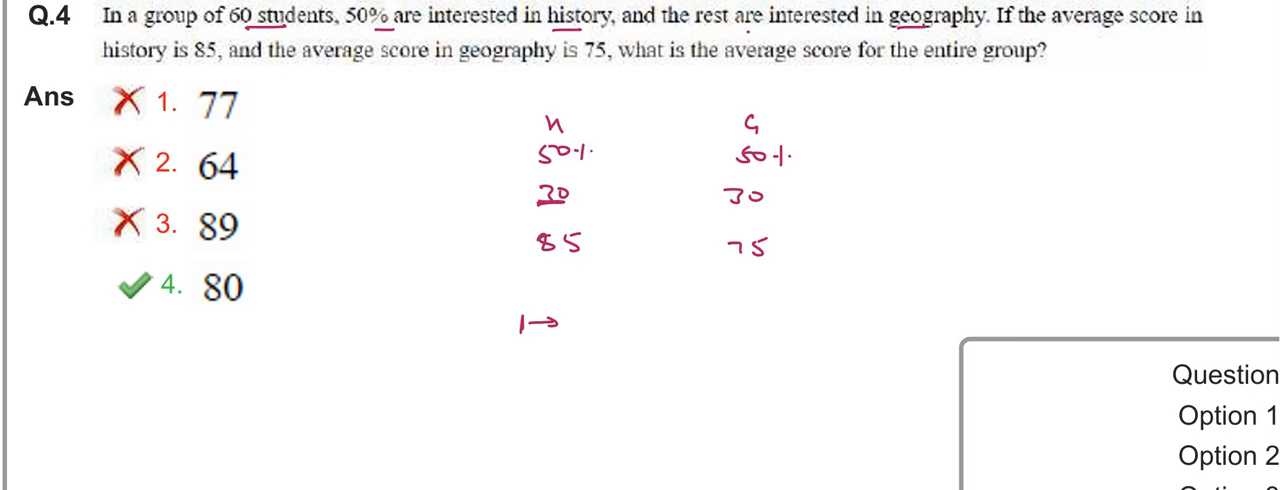 Q.4 In a group of 60 students, 50% are interested in history, and the rest are interested in geography. If the average score in
history is 85, and the average score in geography is 75, what is the average score for the entire group?
Ans 1. 77
2. 64
3. 89
4. 80
H G
50% 50%
30 30
85 75
1→
Question
Option 1
Option 2